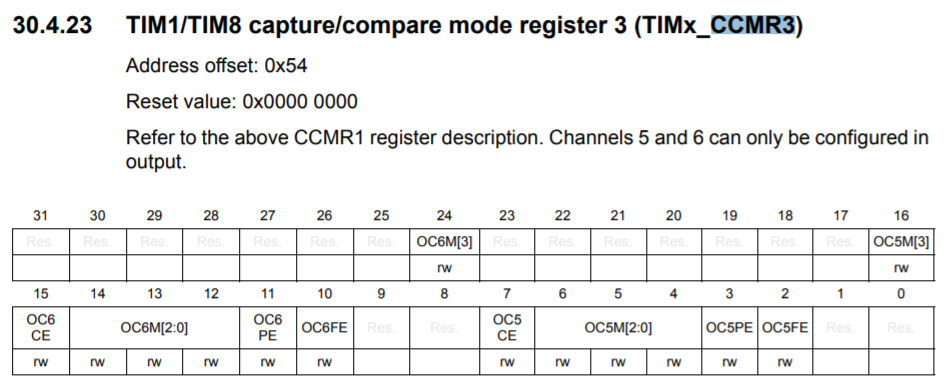 30.4.23 TIM1/TIM8 capture/compare mode register 3 (TIMx_CCMR3)
Address offset: 0x54
Reset value: 0x0000 0000
Refer to the above CCMR1 register description. Channels 5 and 6 can only be configured in
output.
31 30 29 28 27 26 25 24 23 22 21 20 19 18 17 16
Res. Res. Res. Res. Res. Res. Res. OC6M[3] Res. Res. Res. Res. Res. Res. Res. OC5M[3]
rw rw
15 14 13 12 11 10 9 8 7 6 5 4 3 2 1 0
OC6
CE
OC6M[2:0]
OC6
PE
OC6FE
Res.
Res.
OC5
CE
OC5M[2:0]
OC5PE
OC5FE
Res.
Res.
rw rw rw rw rw rw rw rw rw rw rw rw